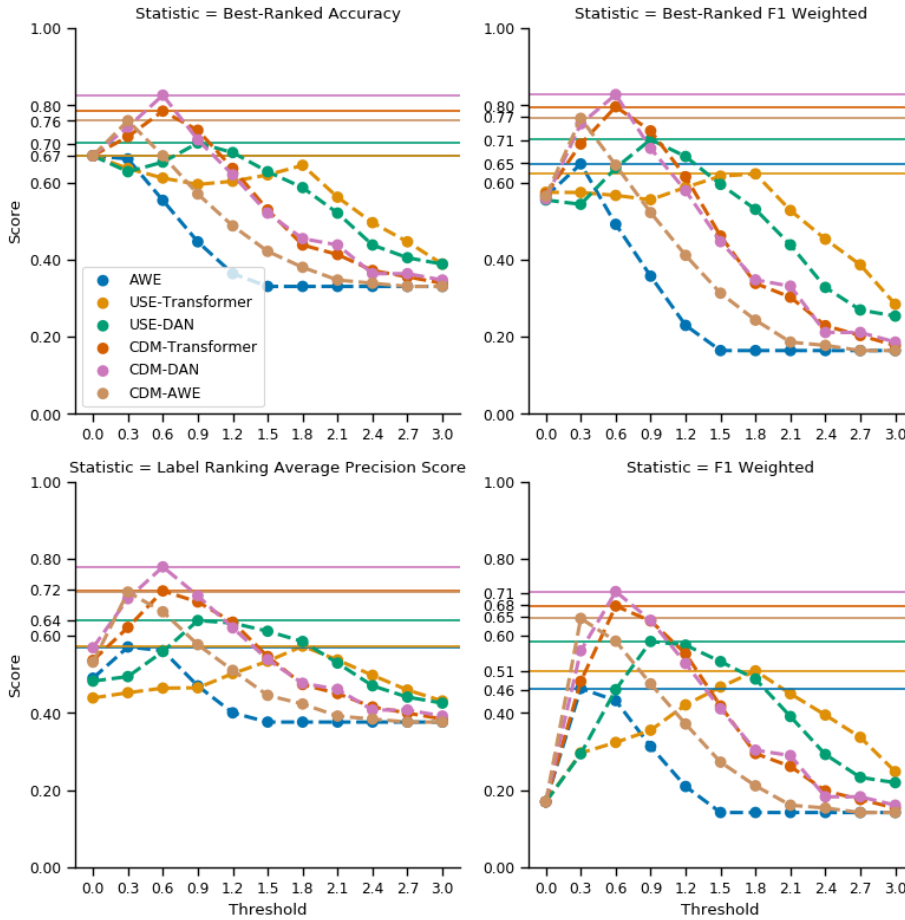 Statistic = Best-Ranked Accuracy
1.00
0.80
0.76
0.70
0.67
0.60
0.40
0.20
0.00
Score
AWE
USE-Transformer
USE-DAN
CDM-Transformer
CDM-DAN
CDM-AWE
0.0 0.3 0.6 0.9 1.2 1.5 1.8 2.1 2.4 2.7 3.0
Statistic = Best-Ranked F1 Weighted
1.00
0.80
0.77
0.71
0.65
0.60
0.40
0.20
0.00
0.0 0.3 0.6 0.9 1.2 1.5 1.8 2.1 2.4 2.7 3.0
Statistic = Label Ranking Average Precision Score
1.00
0.80
0.72
0.64
0.60
0.40
0.20
0.00
Score
0.0 0.3 0.6 0.9 1.2 1.5 1.8 2.1 2.4 2.7 3.0
Threshold
Statistic = F1 Weighted
1.00
0.80
0.71
0.68
0.65
0.60
0.51
0.46
0.40
0.20
0.00
0.0 0.3 0.6 0.9 1.2 1.5 1.8 2.1 2.4 2.7 3.0
Threshold